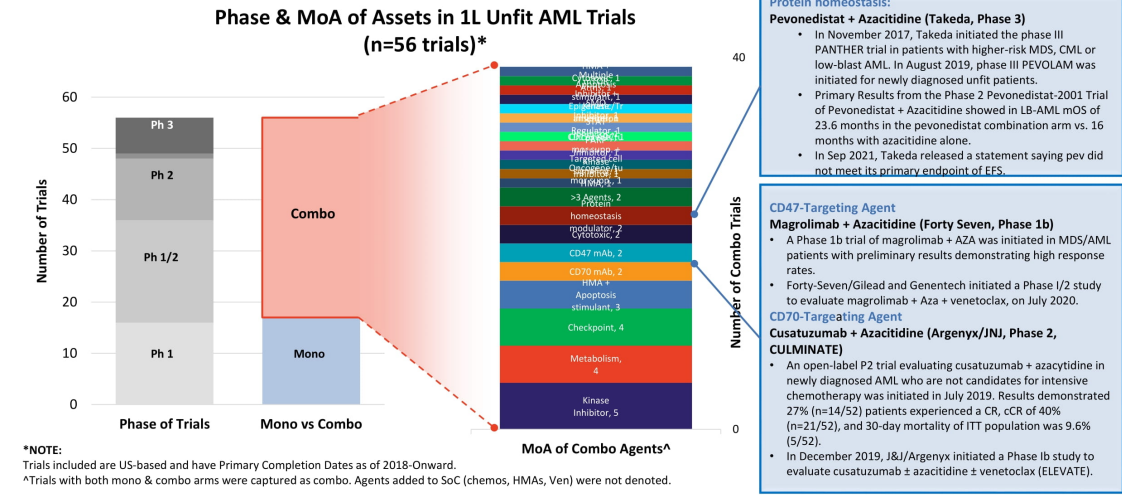 Phase & MoA of Assets in 1L Unfit AML Trials
(n=56 trials)*
Number of Trials
60
50
40
30
20
10
0
Ph 3
Ph 2
Ph 1/2
Ph 1
Phase of Trials
Combo
Mono
Mono vs Combo
40
0
Number of Combo Trials
Multiple
Cytotoxic, 1
stimulant, 1
Regulator, 1
Targeted cell
Kinase
HMA, 1
>3 Agents, 2
Protein
homeostasis
modulator, 2
Cytotoxic, 2
CD47 mAb, 2
CD70 mAb, 2
HMA +
Apoptosis
stimulant, 3
Checkpoint, 4
Metabolism,
4
Kinase
Inhibitor, 5
MoA of Combo Agents^
*NOTE:
Trials included are US-based and have Primary Completion Dates as of 2018-Onward.
^Trials with both mono & combo arms were captured as combo. Agents added to SoC (chemos, HMAs, Ven) were not denoted.
Protein homeostasis:
Pevonedistat + Azacitidine (Takeda, Phase 3)
• In November 2017, Takeda initiated the phase III
PANTHER trial in patients with higher-risk MDS, CML or
low-blast AML. In August 2019, phase III PEVOLAM was
initiated for newly diagnosed unfit patients.
• Primary Results from the Phase 2 Pevonedistat-2001 Trial
of Pevonedistat + Azacitidine showed in LB-AML mOS of
23.6 months in the pevonedistat combination arm vs. 16
months with azacitidine alone.
• In Sep 2021, Takeda released a statement saying pev did
not meet its primary endpoint of EFS.
CD47-Targeting Agent
Magrolimab + Azacitidine (Forty Seven, Phase 1b)
• A Phase 1b trial of magrolimab + AZA was initiated in MDS/AML
patients with preliminary results demonstrating high response
rates.
• Forty-Seven/Gilead and Genentech initiated a Phase I/2 study
to evaluate magrolimab + Aza + venetoclax, on July 2020.
CD70-Targeating Agent
Cusatuzumab + Azacitidine (Argenyx/JNJ, Phase 2,
CULMINATE)
• An open-label P2 trial evaluating cusatuzumab + azacytidine in
newly diagnosed AML who are not candidates for intensive
chemotherapy was initiated in July 2019. Results demonstrated
27% (n=14/52) patients experienced a CR, cCR of 40%
(n=21/52), and 30-day mortality of ITT population was 9.6%
(5/52).
• In December 2019, J&J/Argenyx initiated a Phase Ib study to
evaluate cusatuzumab ± azacitidine ± venetoclax (ELEVATE).